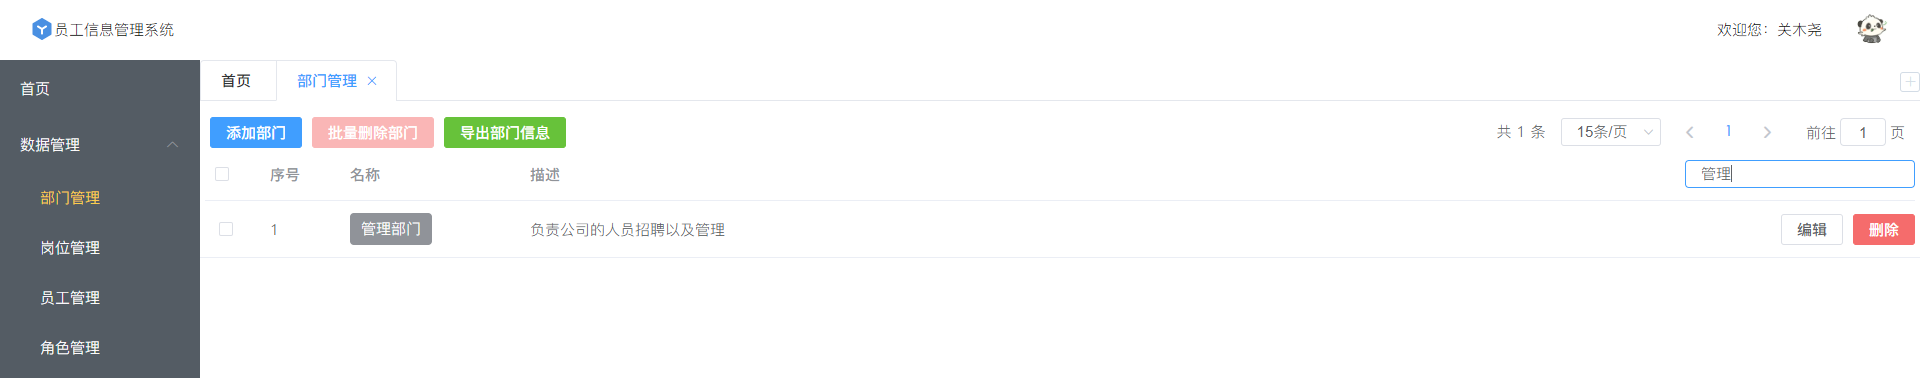 员工信息管理系统 欢迎您：关木尧
首页 首页 部门管理
添加部门 批量删除部门 导出部门信息 共 1 条 15条/页 1 前往 1 页
数据管理
序号 名称 描述 管理
部门管理
1 管理部门 负责公司的人员招聘以及管理 编辑 删除
岗位管理
员工管理
角色管理